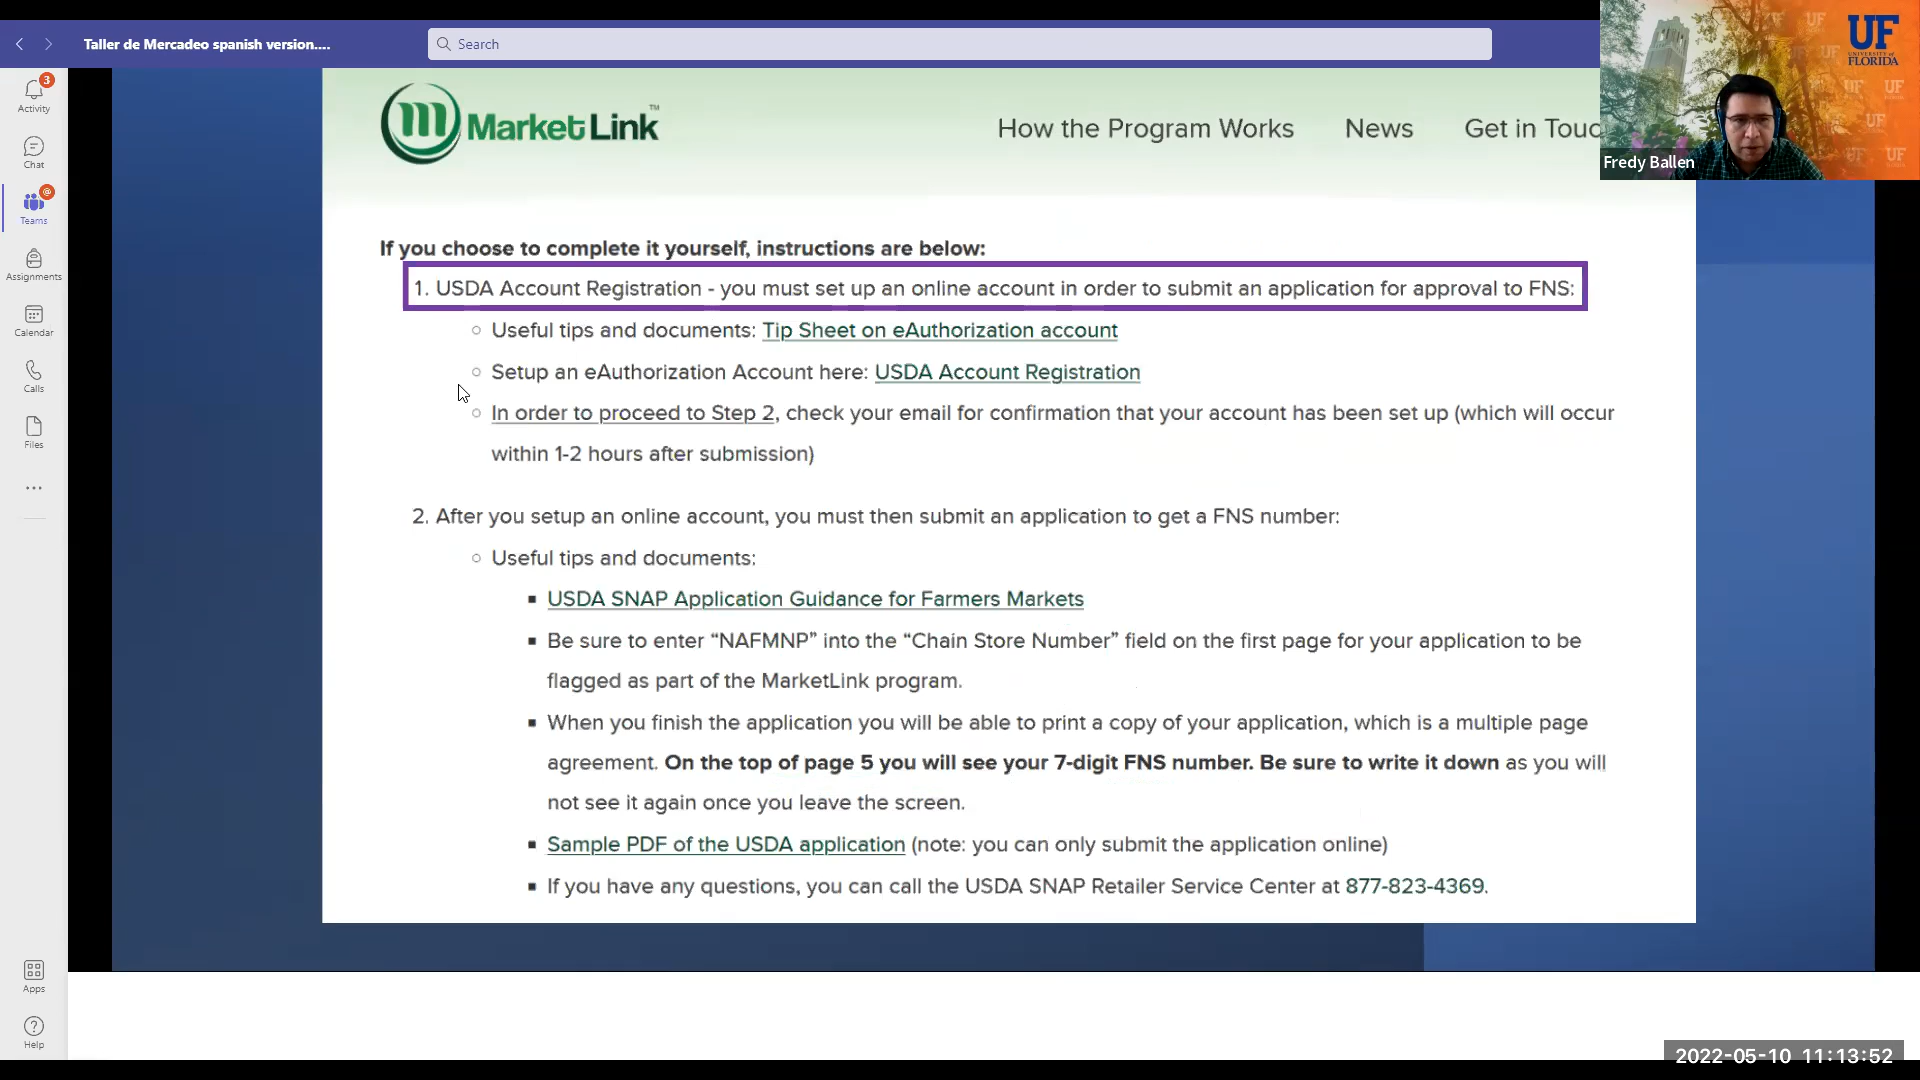 Taller de Mercadeo spanish version....
Search
UF
UNIVERSITY of
FLORIDA
Fredy Ballen
3
Activity
Chat
@
Teams
Assignments
Calendar
Calls
Files
Apps
Help
MarketLink™
How the Program Works
News
Get in Touc
If you choose to complete it yourself, instructions are below:
1. USDA Account Registration - you must set up an online account in order to submit an application for approval to FNS:
Useful tips and documents: Tip Sheet on eAuthorization account
Setup an eAuthorization Account here: USDA Account Registration
In order to proceed to Step 2, check your email for confirmation that your account has been set up (which will occur
within 1-2 hours after submission)
2. After you setup an online account, you must then submit an application to get a FNS number:
Useful tips and documents:
USDA SNAP Application Guidance for Farmers Markets
Be sure to enter “NAFMNP” into the “Chain Store Number” field on the first page for your application to be
flagged as part of the MarketLink program.
When you finish the application you will be able to print a copy of your application, which is a multiple page
agreement. On the top of page 5 you will see your 7-digit FNS number. Be sure to write it down as you will
not see it again once you leave the screen.
Sample PDF of the USDA application (note: you can only submit the application online)
If you have any questions, you can call the USDA SNAP Retailer Service Center at 877-823-4369.
2022-05-10 11:13:52